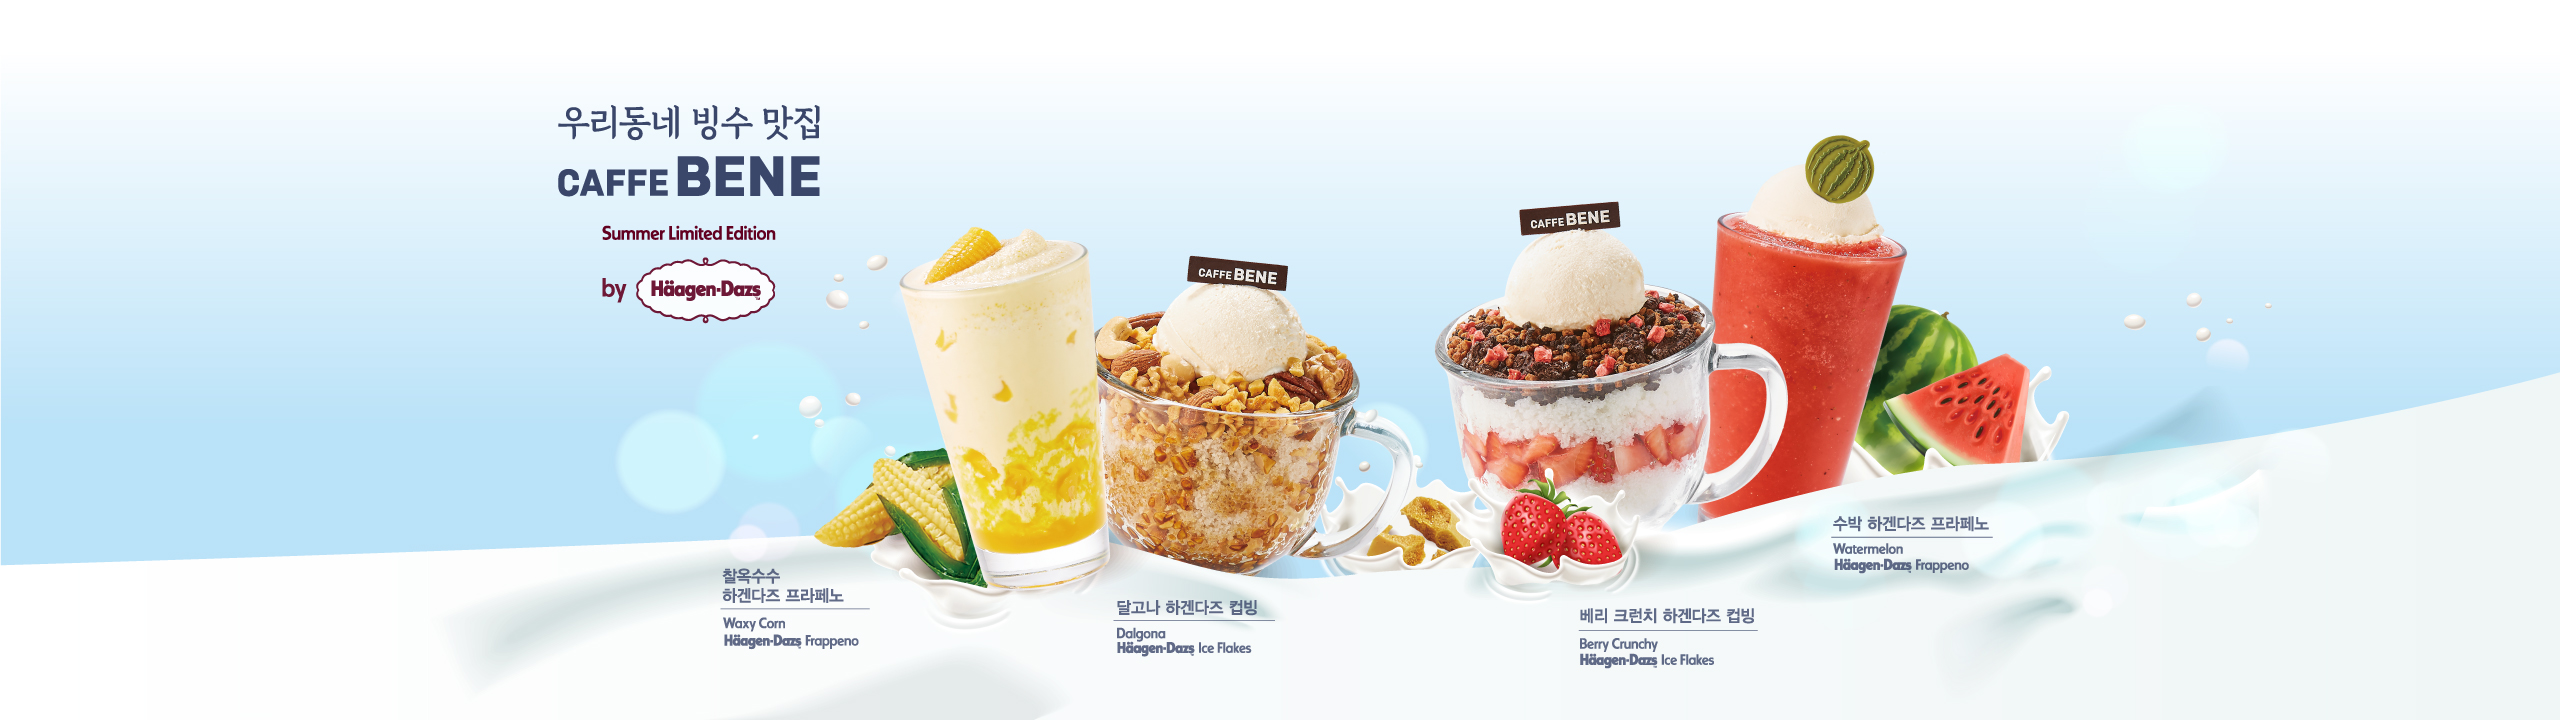 우리동네 빙수 맛집
CAFFE BENE
Summer Limited Edition
by Häagen-Dazs
CAFFE BENE
CAFFE BENE
찰옥수수
하겐다즈 프라페노
Waxy Corn
Häagen-Dazs Frappeno
달고나 하겐다즈 컵빙
Dalgona
Häagen-Dazs Ice Flakes
베리 크런치 하겐다즈 컵빙
Berry Crunchy
Häagen-Dazs Ice Flakes
수박 하겐다즈 프라페노
Watermelon
Häagen-Dazs Frappeno